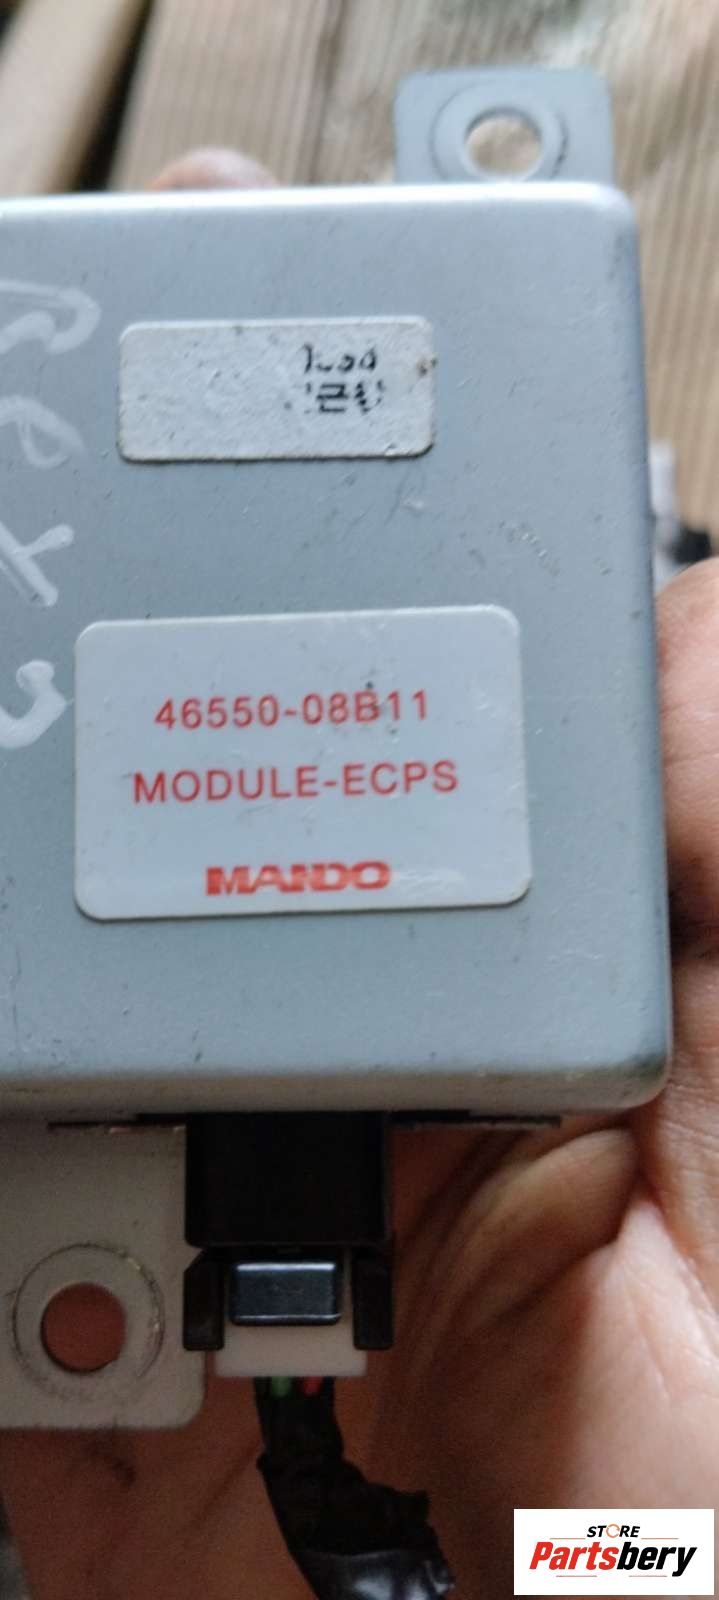 46550-08B11
MODULE-ECPS
MANDO
STORE
Partsbery